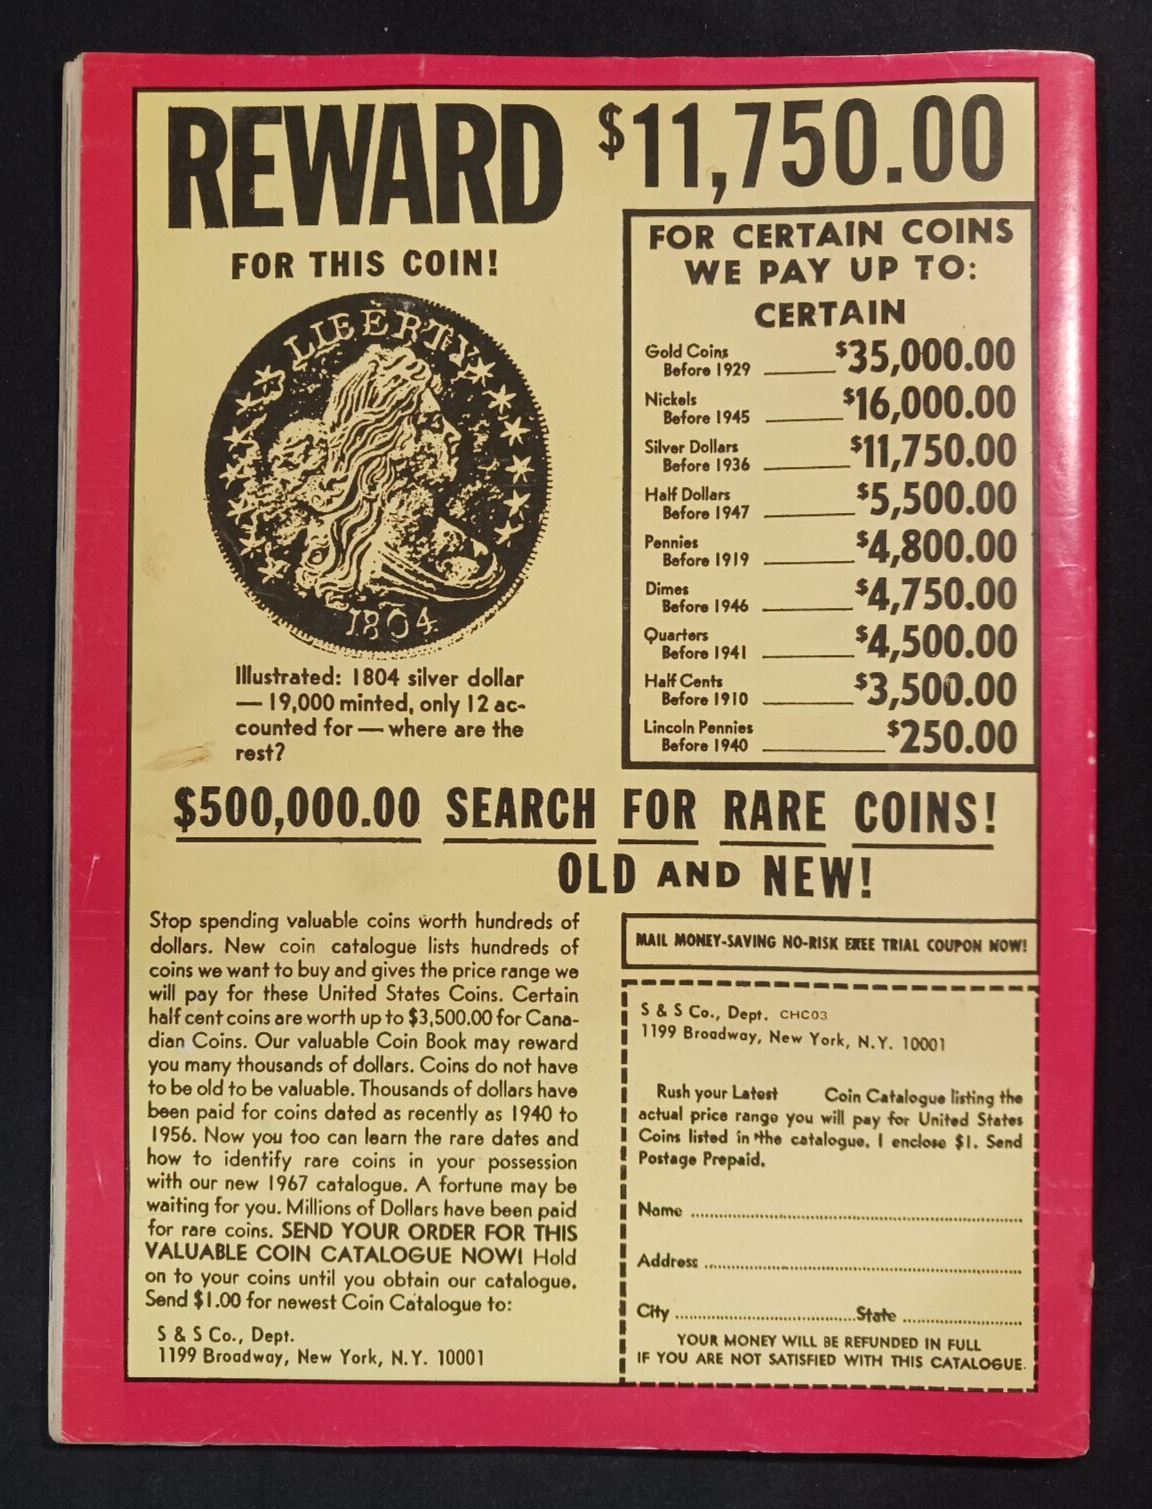 REWARD $11,750.00
FOR THIS COIN!
LIBERTY
1804
Illustrated: 1804 silver dollar
— 19,000 minted, only 12 ac-
counted for — where are the
rest?
FOR CERTAIN COINS
WE PAY UP TO:
CERTAIN
Gold Coins
Before 1929 $35,000.00
Nickels
Before 1945 $16,000.00
Silver Dollars
Before 1936 $11,750.00
Half Dollars
Before 1947 $5,500.00
Pennies
Before 1919 $4,800.00
Dimes
Before 1946 $4,750.00
Quarters
Before 1941 $4,500.00
Half Cents
Before 1910 $3,500.00
Lincoln Pennies
Before 1940 $250.00
$500,000.00 SEARCH FOR RARE COINS!
OLD AND NEW!
Stop spending valuable coins worth hundreds of
dollars. New coin catalogue lists hundreds of
coins we want to buy and gives the price range we
will pay for these United States Coins. Certain
half cent coins are worth up to $3,500.00 for Cana-
dian Coins. Our valuable Coin Book may reward
you many thousands of dollars. Coins do not have
to be old to be valuable. Thousands of dollars have
been paid for coins dated as recently as 1940 to
1956. Now you too can learn the rare dates and
how to identify rare coins in your possession
with our new 1967 catalogue. A fortune may be
waiting for you. Millions of Dollars have been paid
for rare coins. SEND YOUR ORDER FOR THIS
VALUABLE COIN CATALOGUE NOW! Hold
on to your coins until you obtain our catalogue.
Send $1.00 for newest Coin Catalogue to:
S & S Co., Dept.
1199 Broadway, New York, N.Y. 10001
MAIL MONEY-SAVING NO-RISK FREE TRIAL COUPON NOW!
S & S Co., Dept. CHC03
1199 Broadway, New York, N.Y. 10001
Rush your Latest Coin Catalogue listing the
actual price range you will pay for United States
Coins listed in the catalogue. I enclose $1. Send
Postage Prepaid.
Name
Address
City State
YOUR MONEY WILL BE REFUNDED IN FULL
IF YOU ARE NOT SATISFIED WITH THIS CATALOGUE.